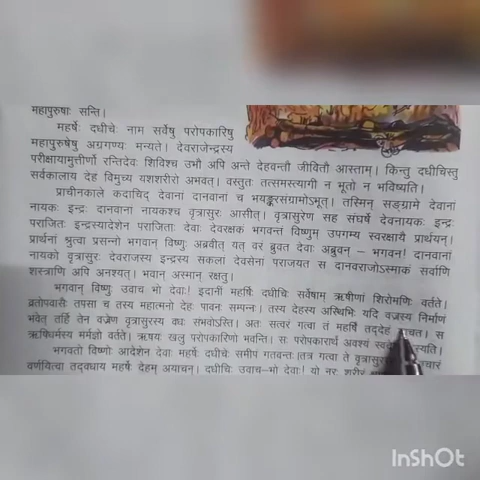 महापुरुषाः सन्ति।
महर्षेः दधीचेः नाम सर्वेषु परोपकारिषु
महापुरुषेषु अग्रगण्यः मन्यते। देवराजेन्द्रस्य
परीक्षायामुत्तीर्णो रन्तिदेवः शिविश्च उभौ अपि अन्ते देहवन्तौ जीवितौ आस्ताम्। किन्तु दधीचिस्तु
सर्वकालाय देहं विमुच्य यशशरीरो अभवत्। वस्तुतः तत्समस्त्यागी न भूतो न भविष्यति।
प्राचीनकाले कदाचिद् देवानां दानवानां च भयङ्करसंग्रामोऽभूत्। तस्मिन् सङ्ग्रामे देवानां
नायकः इन्द्रः दानवानां नायकश्च वृत्रासुरः आसीत्। वृत्रासुरेण सह संघर्षे देवनायकः इन्द्रः
पराजितः इन्द्रस्यादेशेन पराजिताः देवाः देवरक्षकं भगवन्तं विष्णुम् उपगम्य स्वरक्षायै प्रार्थयन्।
प्रार्थनां श्रुत्वा प्रसन्नो भगवान् विष्णुः अब्रवीत् यत् वरं ब्रुवत देवाः अब्रुवन् – भगवन! दानवानां
नायको वृत्रासुरः देवराजस्य इन्द्रस्य सकलां देवसेनां पराजयत स दानवराजोऽस्माकं सर्वाणि
शस्त्राणि अपि अनश्यत्। भवान् अस्मान् रक्षतु।
भगवान् विष्णुः उवाच भो देवाः! इदानीं महर्षिः दधीचिः सर्वेषाम् ऋषीणां शिरोमणिः वर्तते।
व्रतोपवासैः तपसा च तस्य महात्मनो देहः पावनः सम्पन्नः। तस्य देहस्य अस्थिभिः यदि वज्रस्य निर्माणं
भवेत् तर्हि तेन वज्रेण वृत्रासुरस्य वधः संभवोऽस्ति। अतः सत्वरं गत्वा तं महर्षिं तद्देहं
ऋषिधर्मस्य मर्मज्ञो वर्तते। ऋषयः खलु परोपकारिणो भवन्ति। सः परोपकारार्थं अवश्यं
भगवतो विष्णोः आदेशेन देवाः महर्षेः दधीचेः समीपं गतवन्तः।तत्र गत्वा ते
वर्णयित्वा तद्वधाय महर्षेः देहम् अयाचन्। दधीचिः उवाच–भो देवाः! यो नरः शरीरं
InShOt